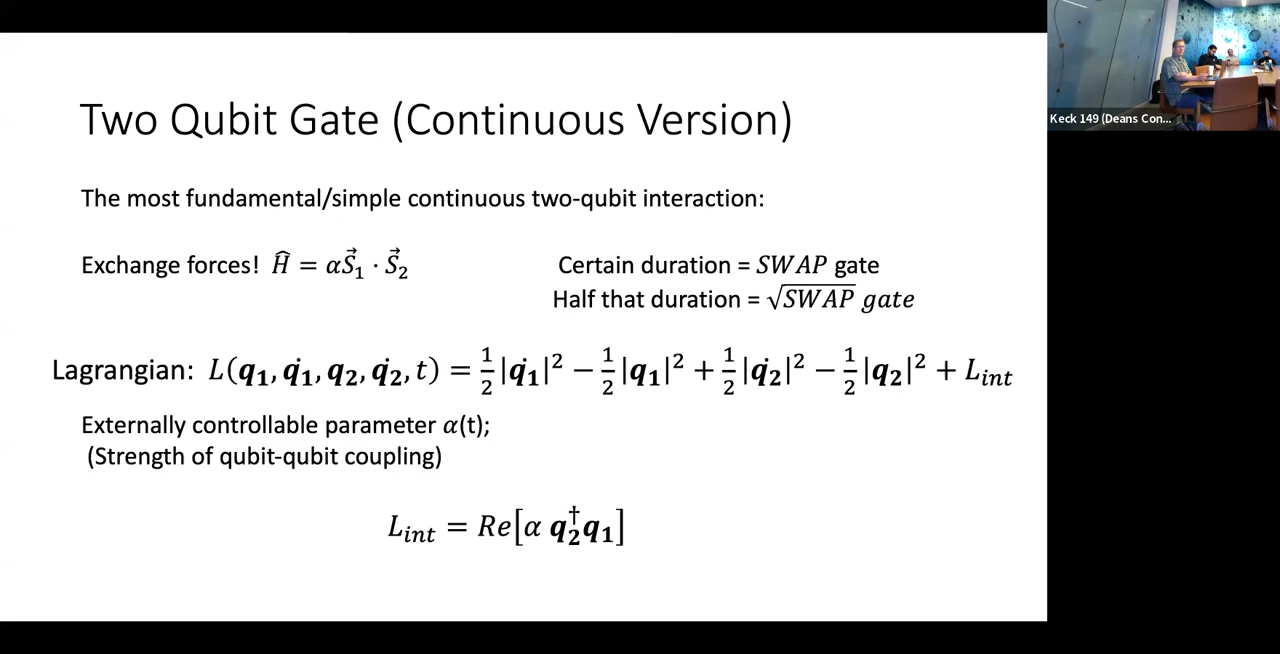 Two Qubit Gate (Continuous Version)
The most fundamental/simple continuous two-qubit interaction:
Exchange forces! Ĥ = αS⃗₁ · S⃗₂
Certain duration = SWAP gate
Half that duration = √SWAP gate
Lagrangian: L(q₁, q̇₁, q₂, q̇₂, t) = ½|q̇₁|² − ½|q₁|² + ½|q̇₂|² − ½|q₂|² + L_int
Externally controllable parameter α(t);
(Strength of qubit-qubit coupling)
L_int = Re[α q₂†q₁]
Keck 149 (Deans Con...